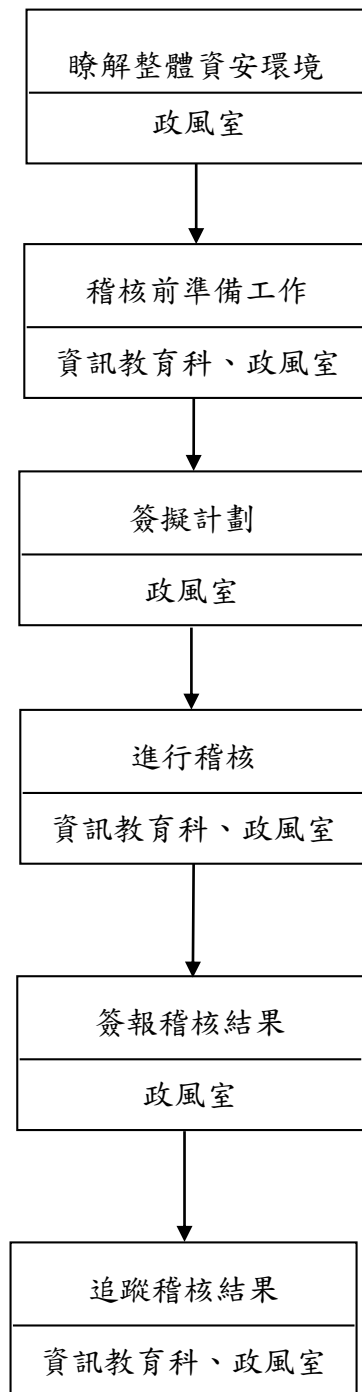 瞭解整體資安環境
政風室
稽核前準備工作
資訊教育科、政風室
簽擬計劃
政風室
進行稽核
資訊教育科、政風室
簽報稽核結果
政風室
追蹤稽核結果
資訊教育科、政風室